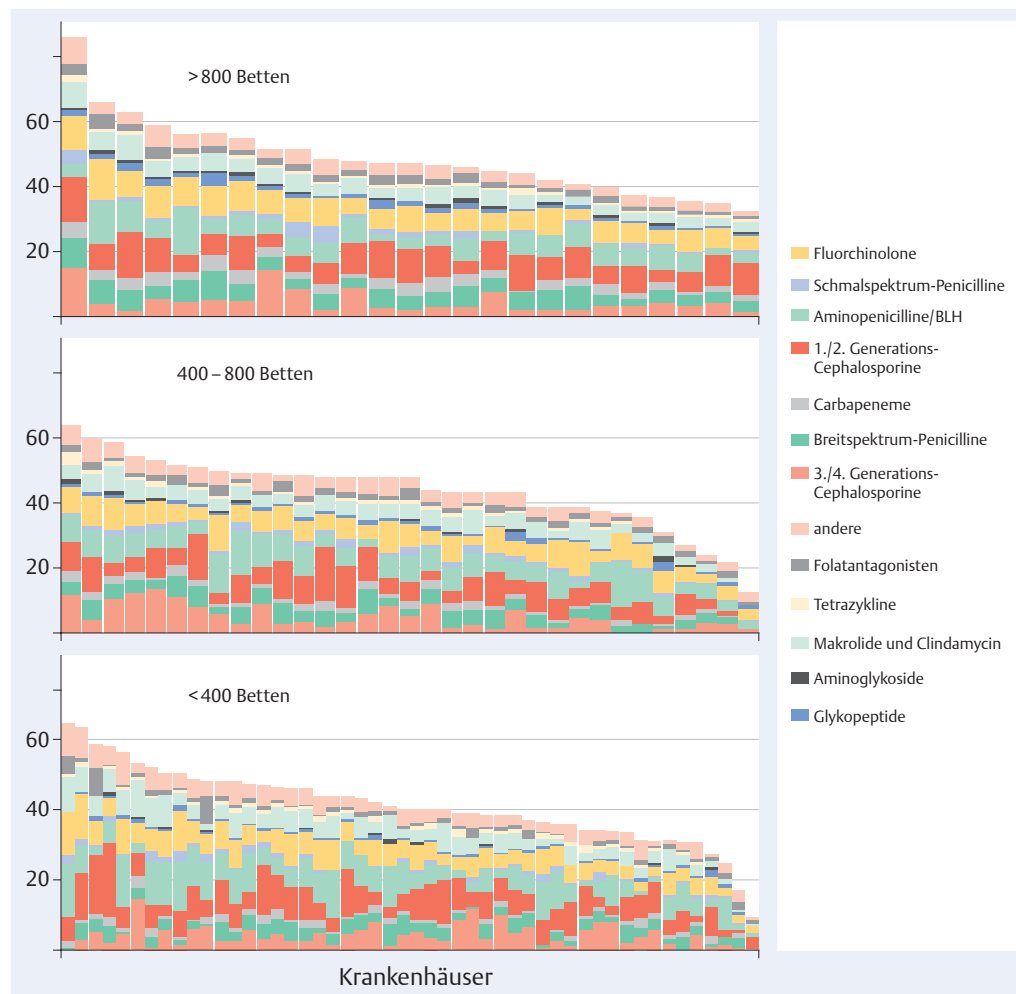 > 800 Betten
60
40
20
400 – 800 Betten
60
40
20
< 400 Betten
60
40
20
Krankenhäuser
Fluorchinolone
Schmalspektrum-Penicilline
Aminopenicilline/BLH
1./2. Generations-
Cephalosporine
Carbapeneme
Breitspektrum-Penicilline
3./4. Generations-
Cephalosporine
andere
Folatantagonisten
Tetrazykline
Makrolide und Clindamycin
Aminoglykoside
Glykopeptide